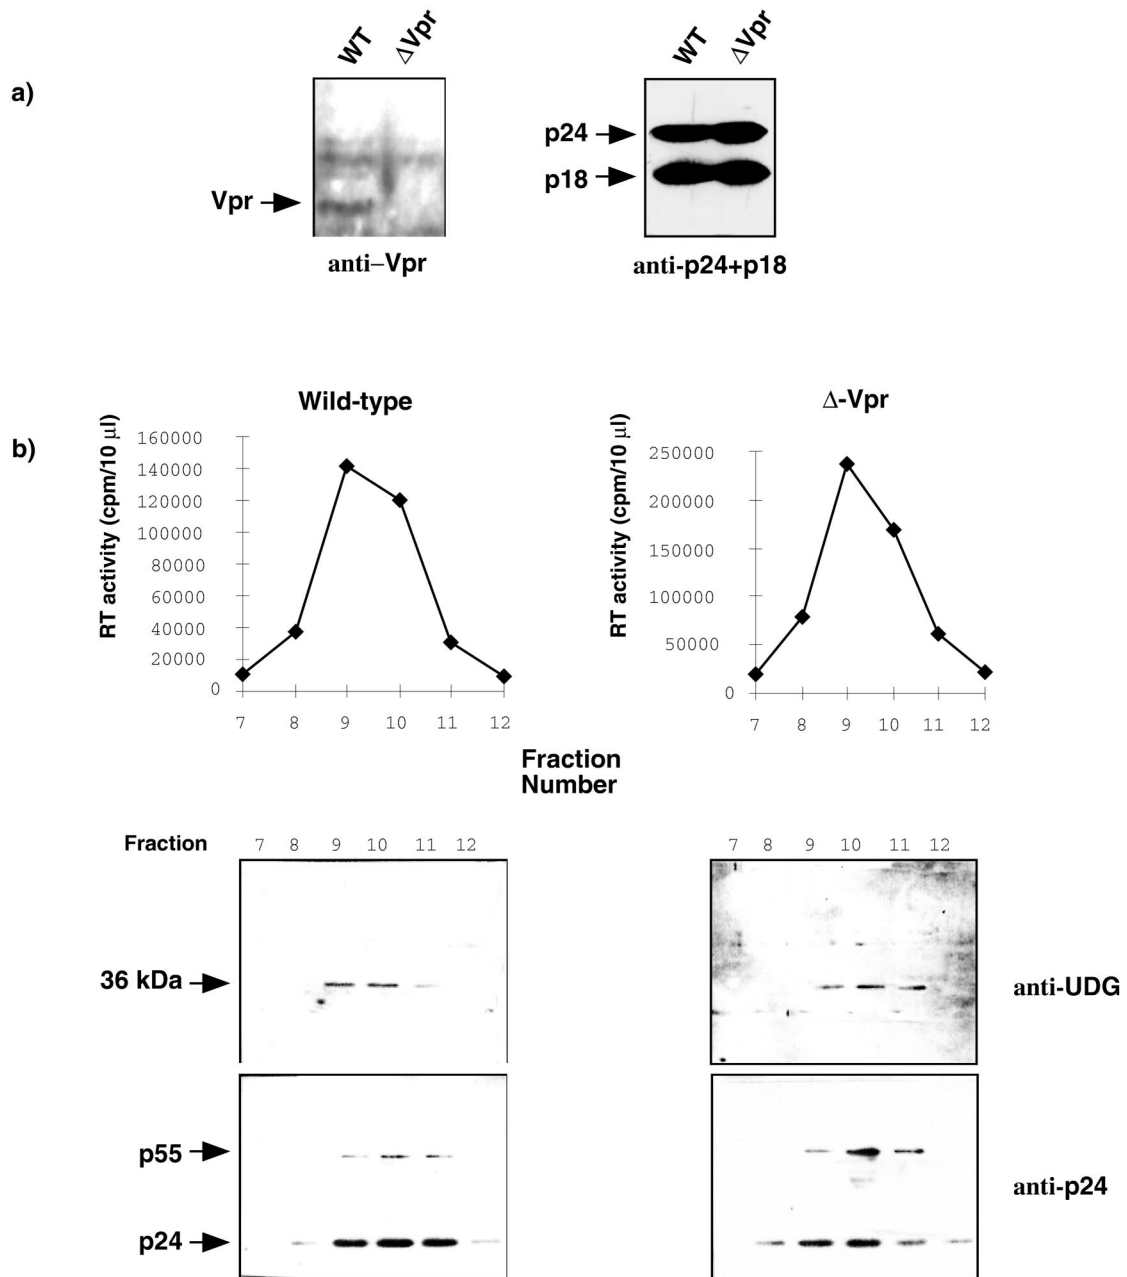 a)
WT ΔVpr
Vpr
anti–Vpr
WT ΔVpr
p24
p18
anti-p24+p18
b)
Wild-type
RT activity (cpm/10 μl)
160000
140000
120000
100000
80000
60000
40000
20000
0
7 8 9 10 11 12
Δ-Vpr
RT activity (cpm/10 μl)
250000
200000
150000
100000
50000
0
7 8 9 10 11 12
Fraction
Number
Fraction 7 8 9 10 11 12
7 8 9 10 11 12
36 kDa
anti-UDG
p55
p24
anti-p24